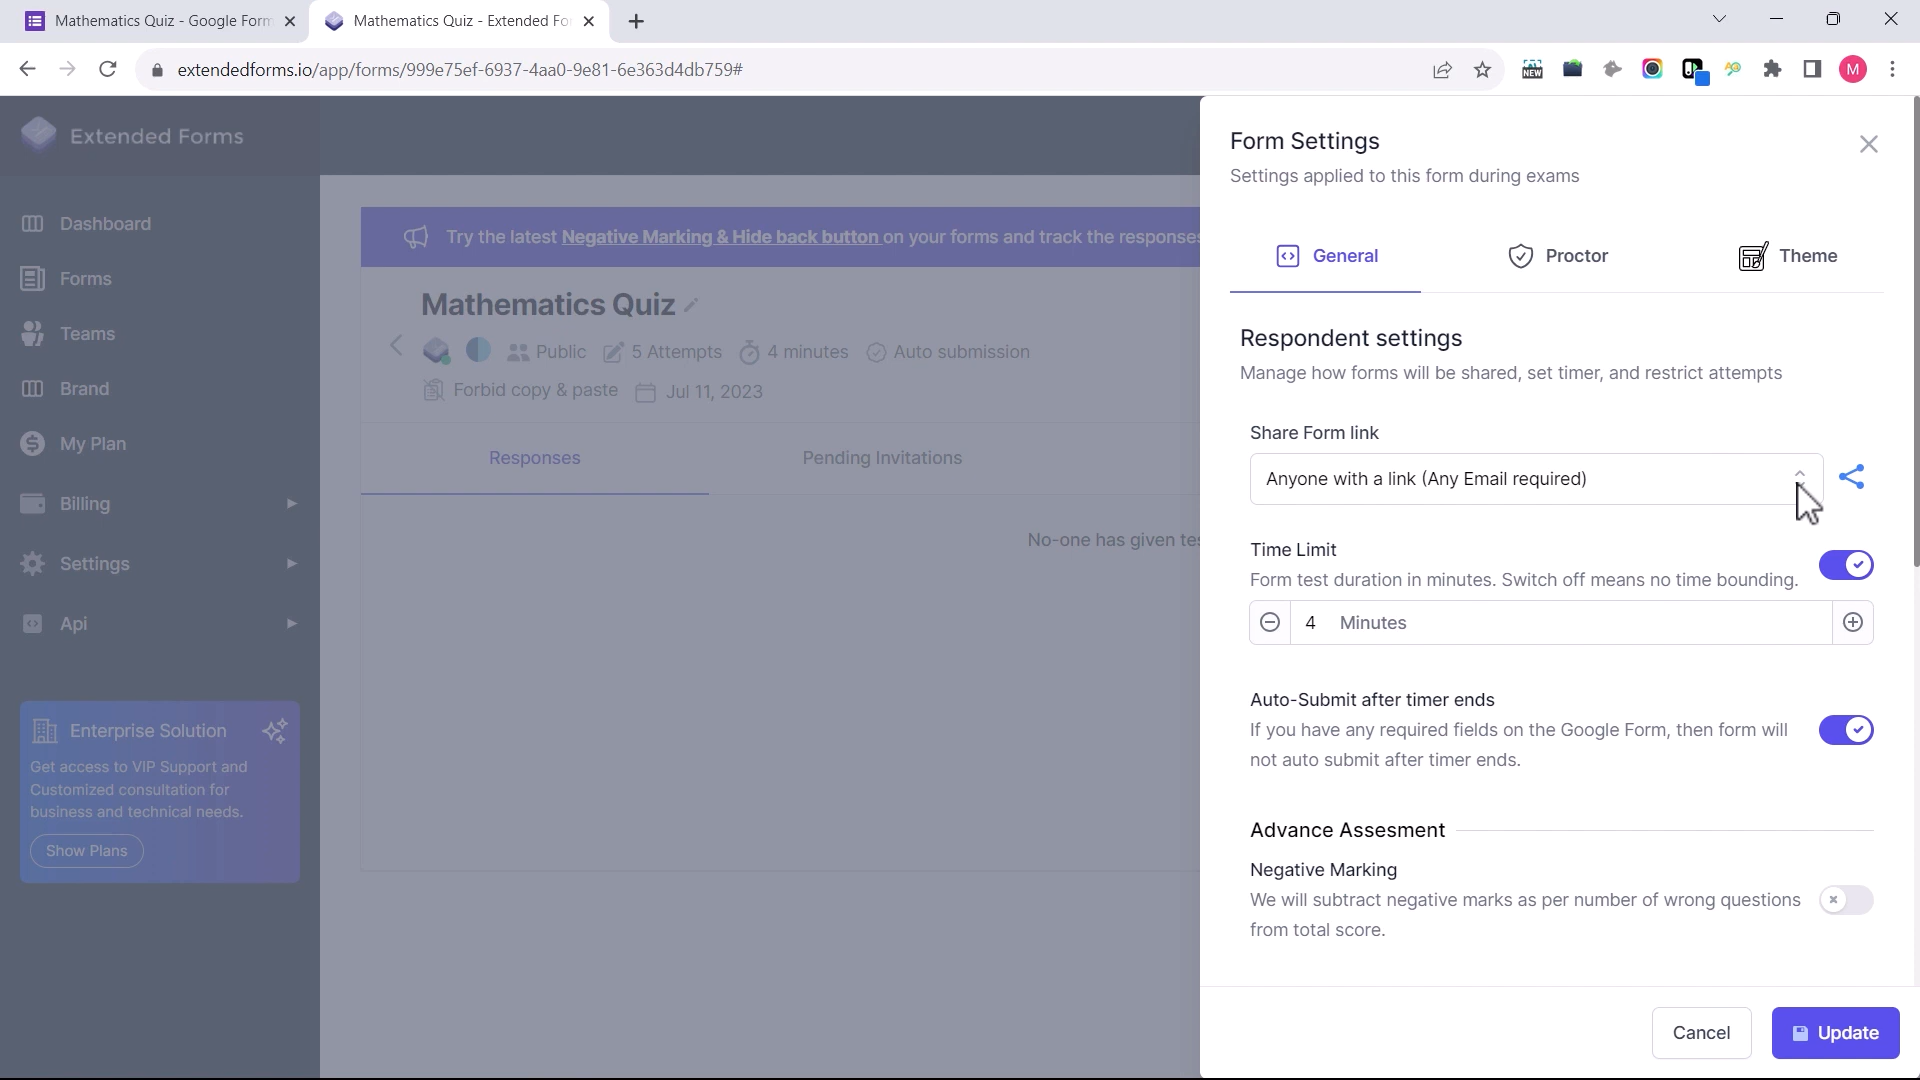 Mathematics Quiz - Google Form
Mathematics Quiz - Extended Fo
extendedforms.io/app/forms/999e75ef-6937-4aa0-9e81-6e363d4db759#
NEW
M
Extended Forms
Dashboard
Forms
Teams
Brand
My Plan
Billing
Settings
Api
Enterprise Solution
Get access to VIP Support and
Customized consultation for
business and technical needs.
Show Plans
Try the latest Negative Marking & Hide back button on your forms and track the responses
Mathematics Quiz
Public 5 Attempts 4 minutes Auto submission
Forbid copy & paste Jul 11, 2023
Responses Pending Invitations
No-one has given tes
Form Settings
Settings applied to this form during exams
General Proctor Theme
Respondent settings
Manage how forms will be shared, set timer, and restrict attempts
Share Form link
Anyone with a link (Any Email required)
Time Limit
Form test duration in minutes. Switch off means no time bounding.
4 Minutes
Auto-Submit after timer ends
If you have any required fields on the Google Form, then form will
not auto submit after timer ends.
Advance Assesment
Negative Marking
We will subtract negative marks as per number of wrong questions
from total score.
Cancel Update